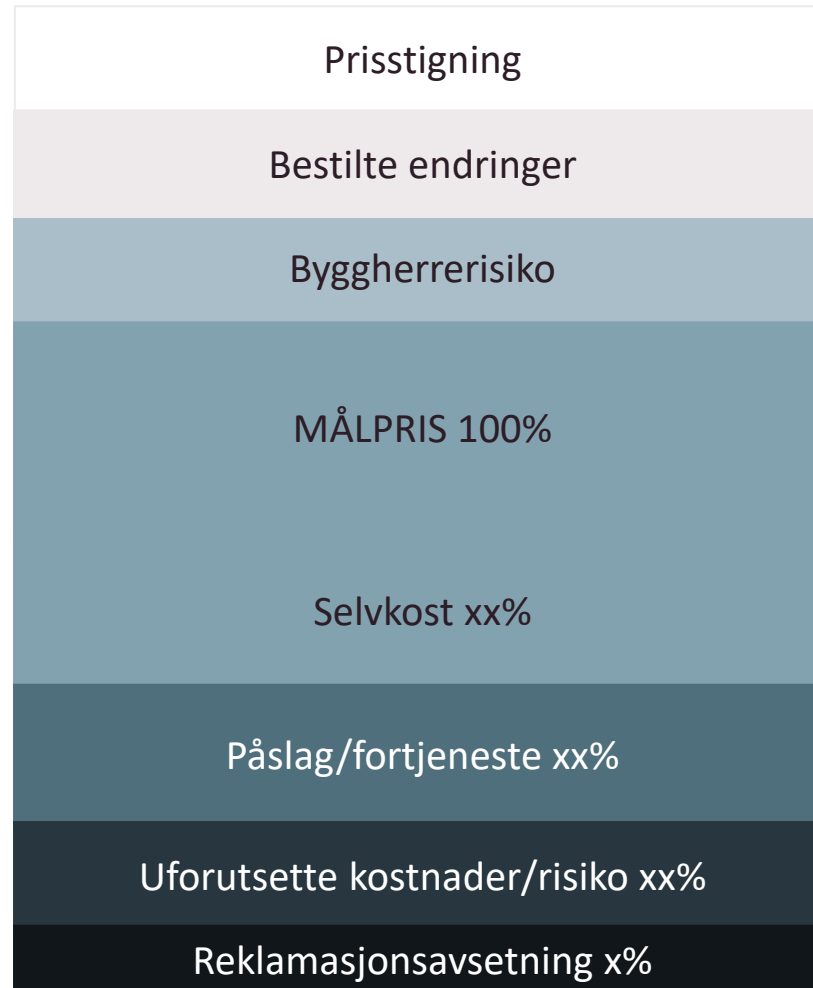 Prisstigning
Bestilte endringer
Byggherrerisiko
MÅLPRIS 100%
Selvkost xx%
Påslag/fortjeneste xx%
Uforutsette kostnader/risiko xx%
Reklamasjonsavsetning x%